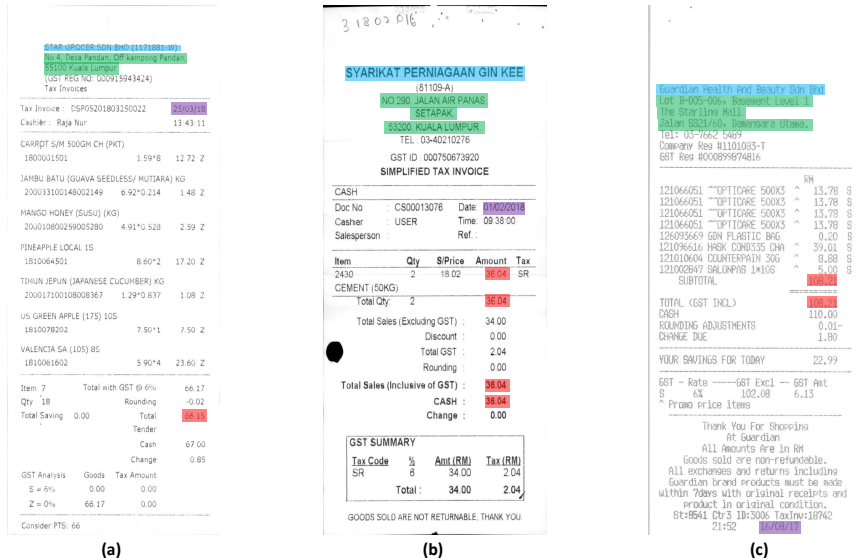 STAR GROCER SDN BHD (1171881-W)
No 4, Desa Pandan, Off kampong Pandan,
55100 Kuala Lumpur
(GST REG NO: 000915943424)
Tax Invoices
Tax Invoice : DSP05201803250022 25/03/18
Cashier : Raja Nur 13:43:11
CARROT S/M 500GM CH (PKT)
1800001501 1.59*8 12.72 Z
JAMBU BATU (GUAVA SEEDLESS/ MUTIARA) KG
200033100148002149 6.92*0.214 1.48 Z
MANGO HONEY (SUSU) (KG)
200010800259005280 4.91*0.528 2.59 Z
PINEAPPLE LOCAL 1S
1810064501 8.60*2 17.20 Z
TIMUN JEPUN (JAPANESE CUCUMBER) KG
200017100108008367 1.29*0.837 1.08 Z
US GREEN APPLE (175) 10S
1810078202 7.50*1 7.50 Z
VALENCIA SA (105) 8S
1810061602 5.90*4 23.60 Z
Item 7 Total with GST @ 6% 66.17
Qty 18 Rounding -0.02
Total Saving 0.00 Total 66.15
Tender
Cash 67.00
Change 0.85
GST Analysis Goods Tax Amount
S = 6% 0.00 0.00
Z = 0% 66.17 0.00
Consider PTS: 66
(a)
31802016
SYARIKAT PERNIAGAAN GIN KEE
(81109-A)
NO 290, JALAN AIR PANAS
SETAPAK,
53200, KUALA LUMPUR.
TEL : 03-40210276
GST ID : 000750673920
SIMPLIFIED TAX INVOICE
CASH
Doc No : CS00013076 Date: 01/02/2018
Cashier : USER Time: 09:38:00
Salesperson : Ref. :
Item Qty S/Price Amount Tax
2430 2 18.02 36.04 SR
CEMENT (50KG)
Total Qty: 2 36.04
Total Sales (Excluding GST) : 34.00
Discount : 0.00
Total GST : 2.04
Rounding : 0.00
Total Sales (Inclusive of GST) : 36.04
CASH : 36.04
Change : 0.00
GST SUMMARY
Tax Code % Amt (RM) Tax (RM)
SR 6 34.00 2.04
Total : 34.00 2.04
GOODS SOLD ARE NOT RETURNABLE, THANK YOU.
(b)
Guardian Health And Beauty Sdn Bhd
Lot B-005-006, Basement Level 1
The Starling Mall
Jalan SS21/60, Damansara Utama.
Tel: 03-7662 5469
Company Reg #1101083-T
GST Reg #000899874816
RM
121066051 ~~OPTICARE 500X3 ^ 13.78 S
121066051 ~~OPTICARE 500X3 ^ 13.78 S
121066051 ~~OPTICARE 500X3 ^ 13.78 S
121066051 ~~OPTICARE 500X3 ^ 13.78 S
126093669 GDN PLASTIC BAG 0.20 S
121096616 HASK COND335 CHA ^ 39.01 S
121010604 COUNTERPAIN 30G ^ 8.88 S
121002847 SALONPAS 1*10S ^ 5.00 S
SUBTOTAL 108.21
TOTAL (GST INCL) 108.21
CASH 110.00
ROUNDING ADJUSTMENTS 0.01-
CHANGE DUE 1.80
YOUR SAVINGS FOR TODAY 22.99
GST - Rate -----GST Excl -- GST Amt
S 6% 102.08 6.13
^ Promo price items
Thank You For Shopping
At Guardian
All Amounts Are in RM
Goods sold are non-refundable.
All exchanges and returns including
Guardian brand products must be made
within 7days with original receipts and
product in original condition.
St:8541 Ctr3 ID:3006 TaxInv:18742
21:52 16/08/17
(c)